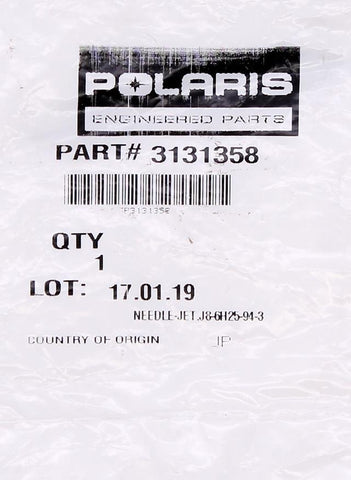 POLARIS
ENGINEERED PARTS
PART# 3131358
P3131358
QTY
1
LOT: 17.01.19
NEEDLE-JET,J8-6H25-94-3
COUNTRY OF ORIGIN JP